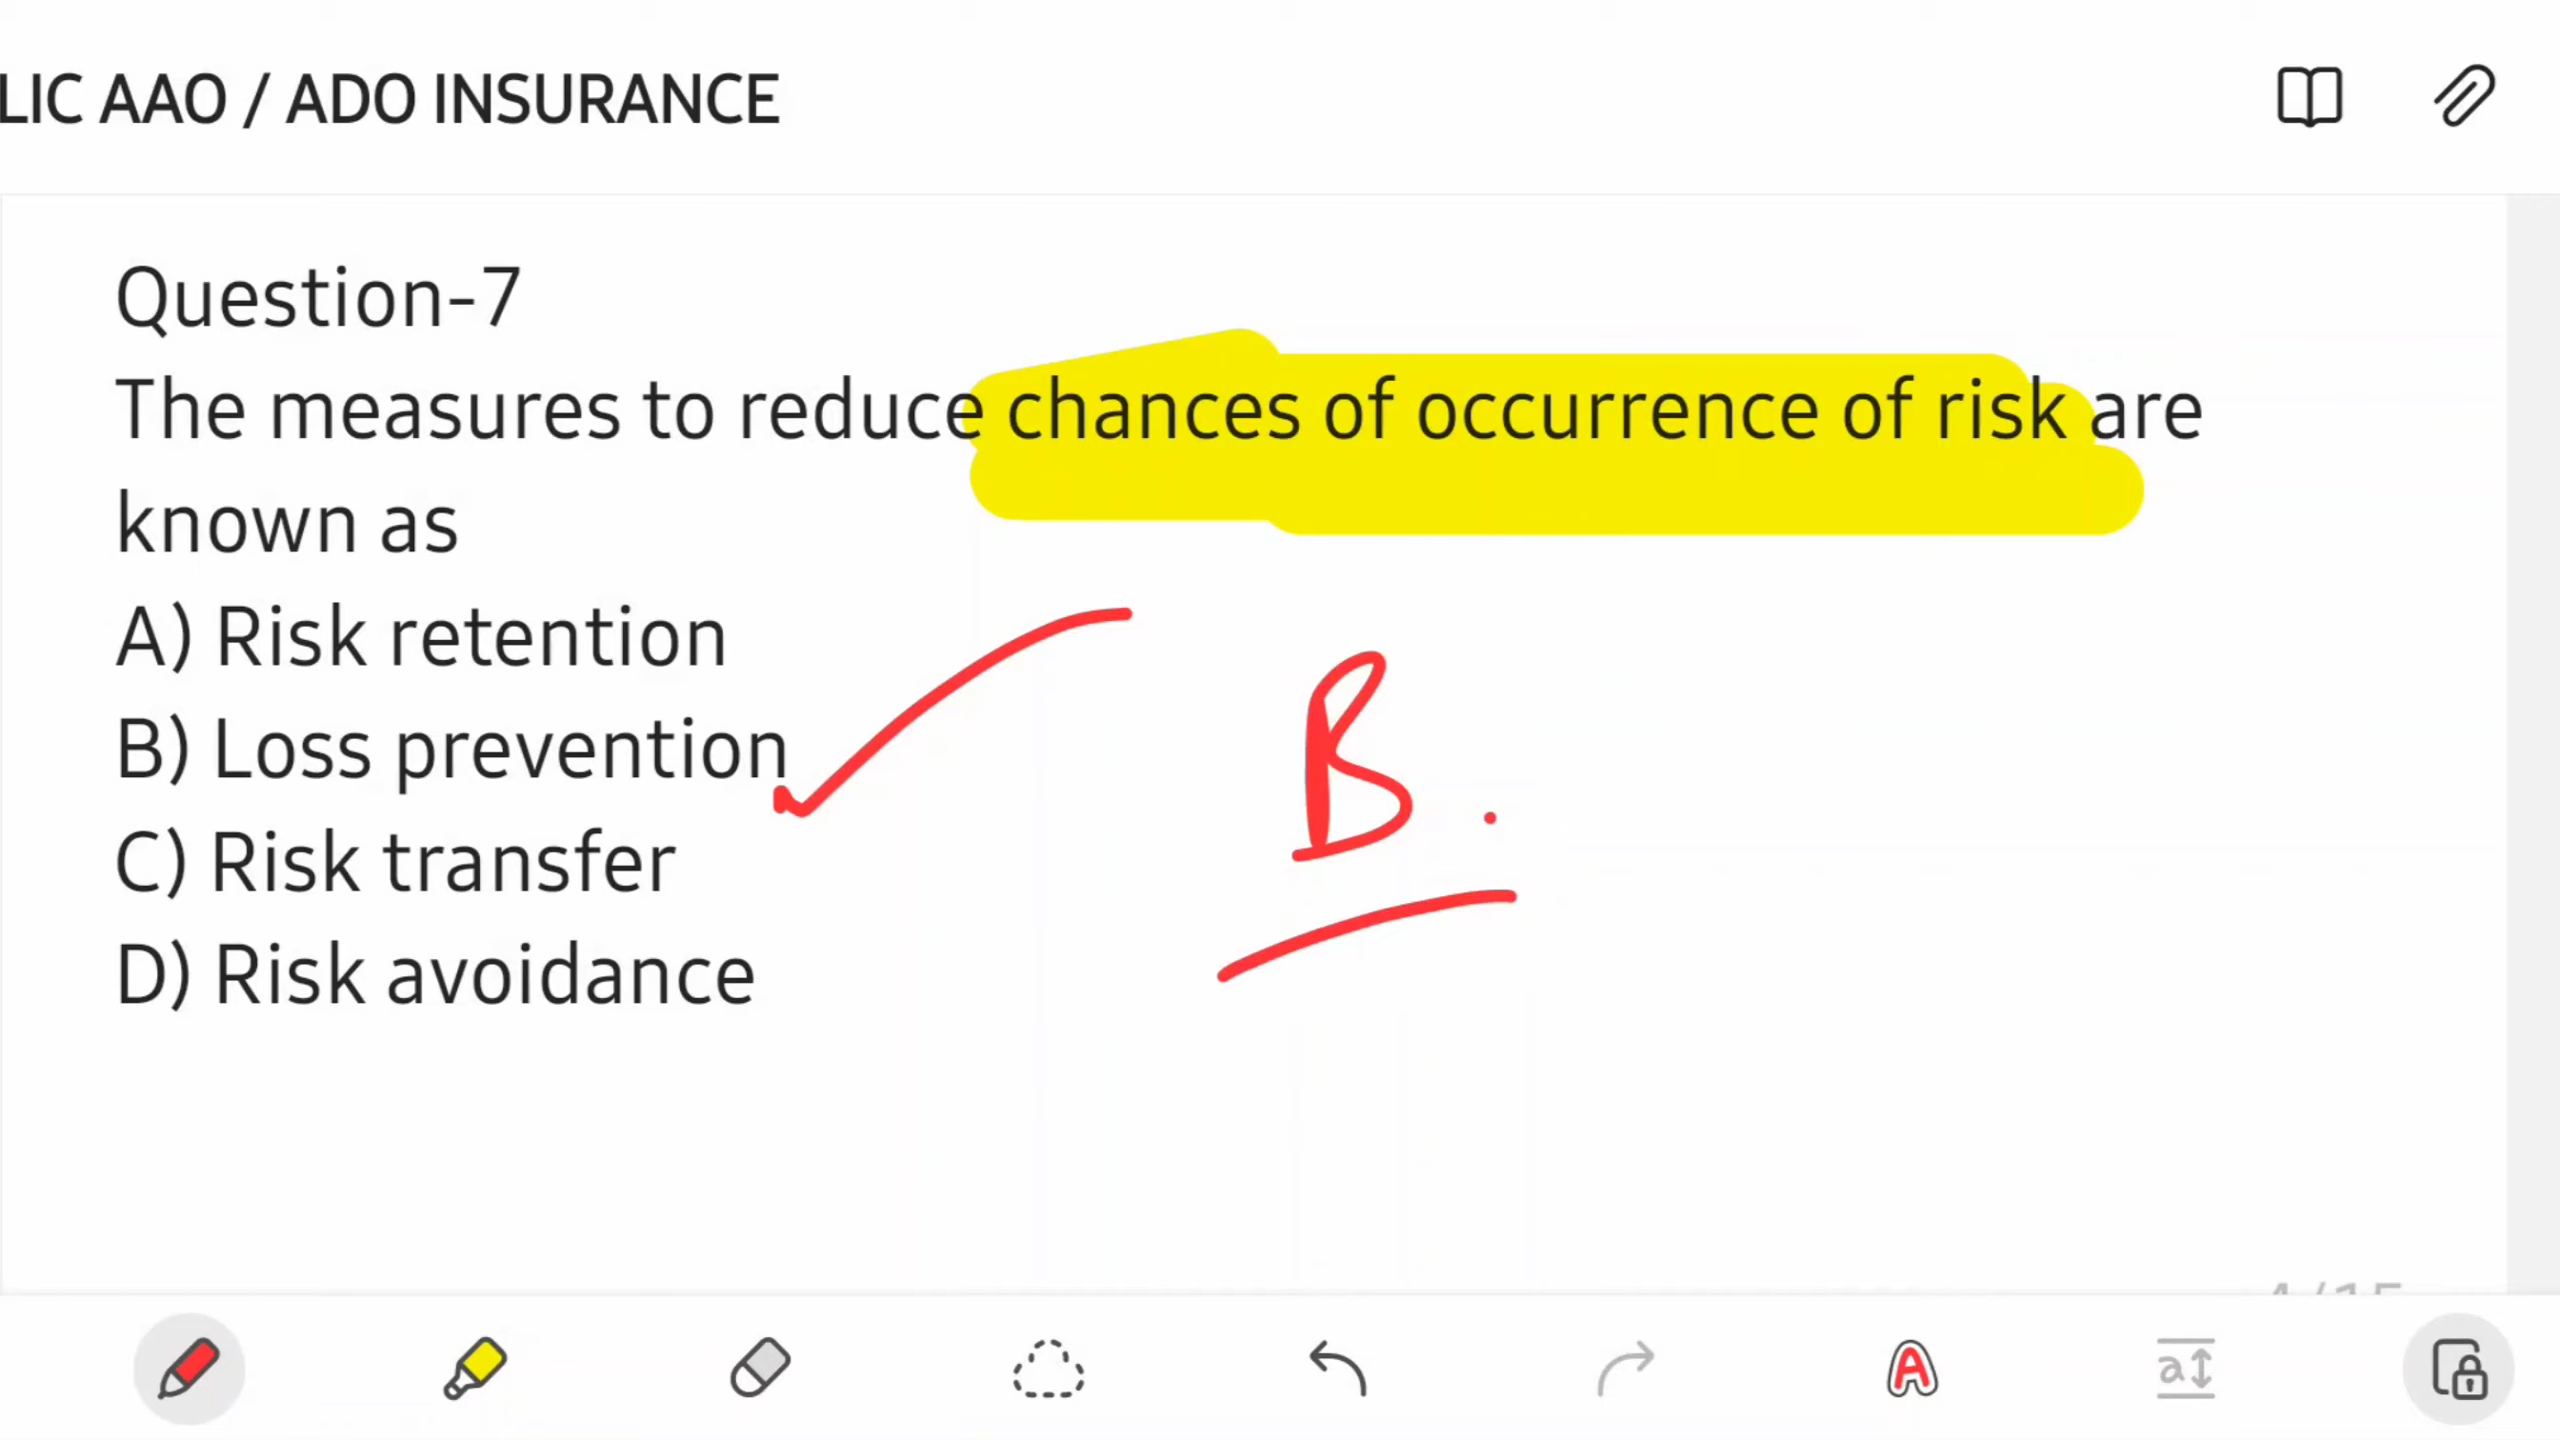 LIC AAO / ADO INSURANCE
Question-7
The measures to reduce chances of occurrence of risk are
known as
A) Risk retention
B) Loss prevention
C) Risk transfer
D) Risk avoidance
B.
A
a